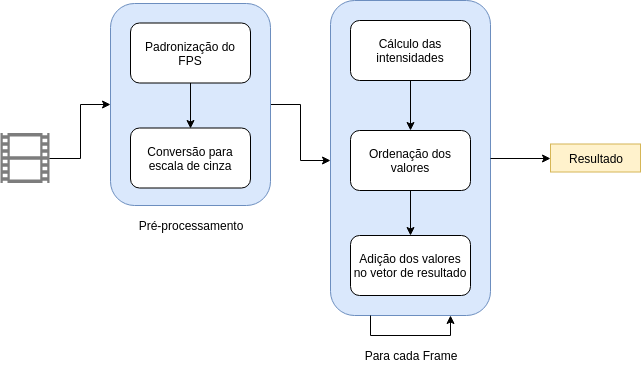 Padronização do
FPS
Conversão para
escala de cinza
Pré-processamento
Cálculo das
intensidades
Ordenação dos
valores
Adição dos valores
no vetor de resultado
Para cada Frame
Resultado